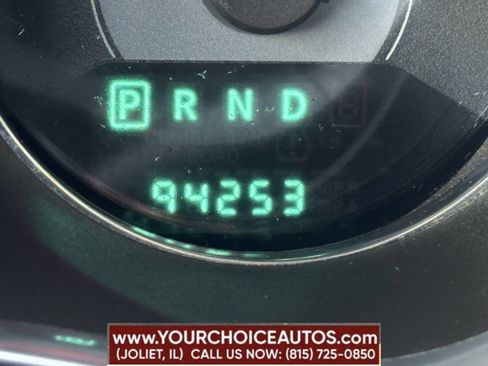 P R N D
94253
WWW.YOURCHOICEAUTOS.COM
(JOLIET, IL) CALL US NOW: (815) 725-0850